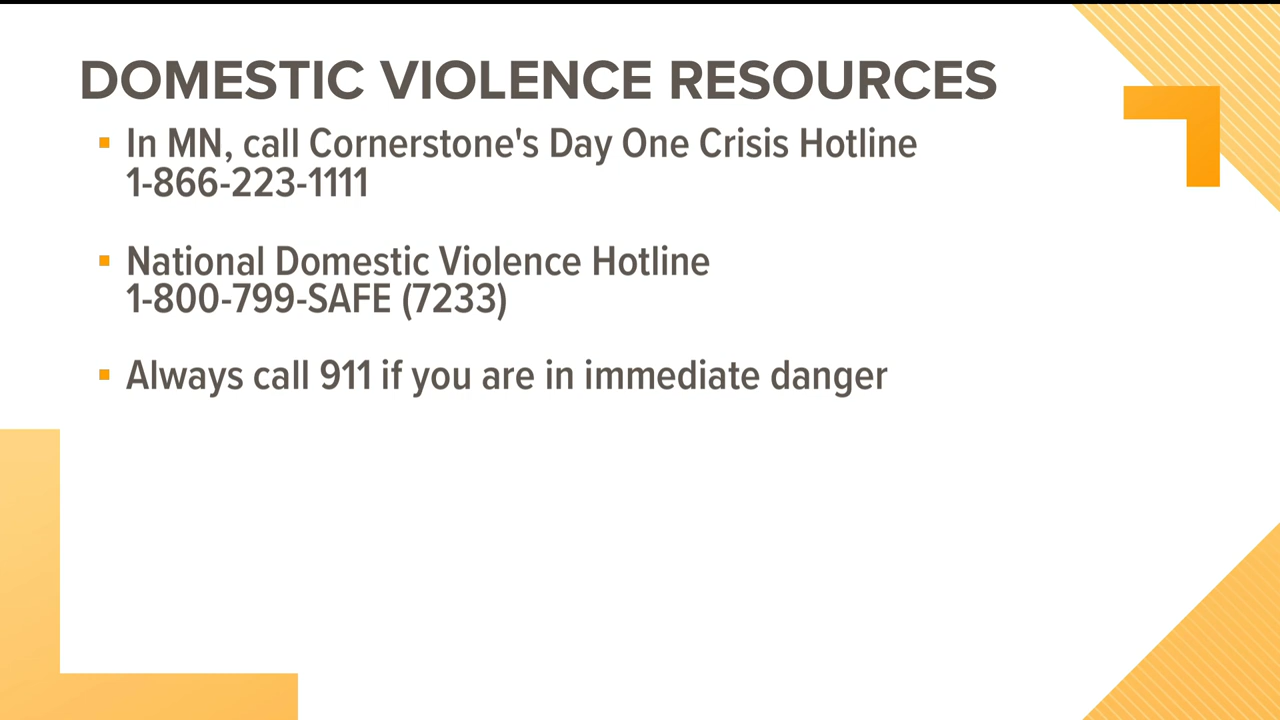 DOMESTIC VIOLENCE RESOURCES
In MN, call Cornerstone's Day One Crisis Hotline
1-866-223-1111
National Domestic Violence Hotline
1-800-799-SAFE (7233)
Always call 911 if you are in immediate danger